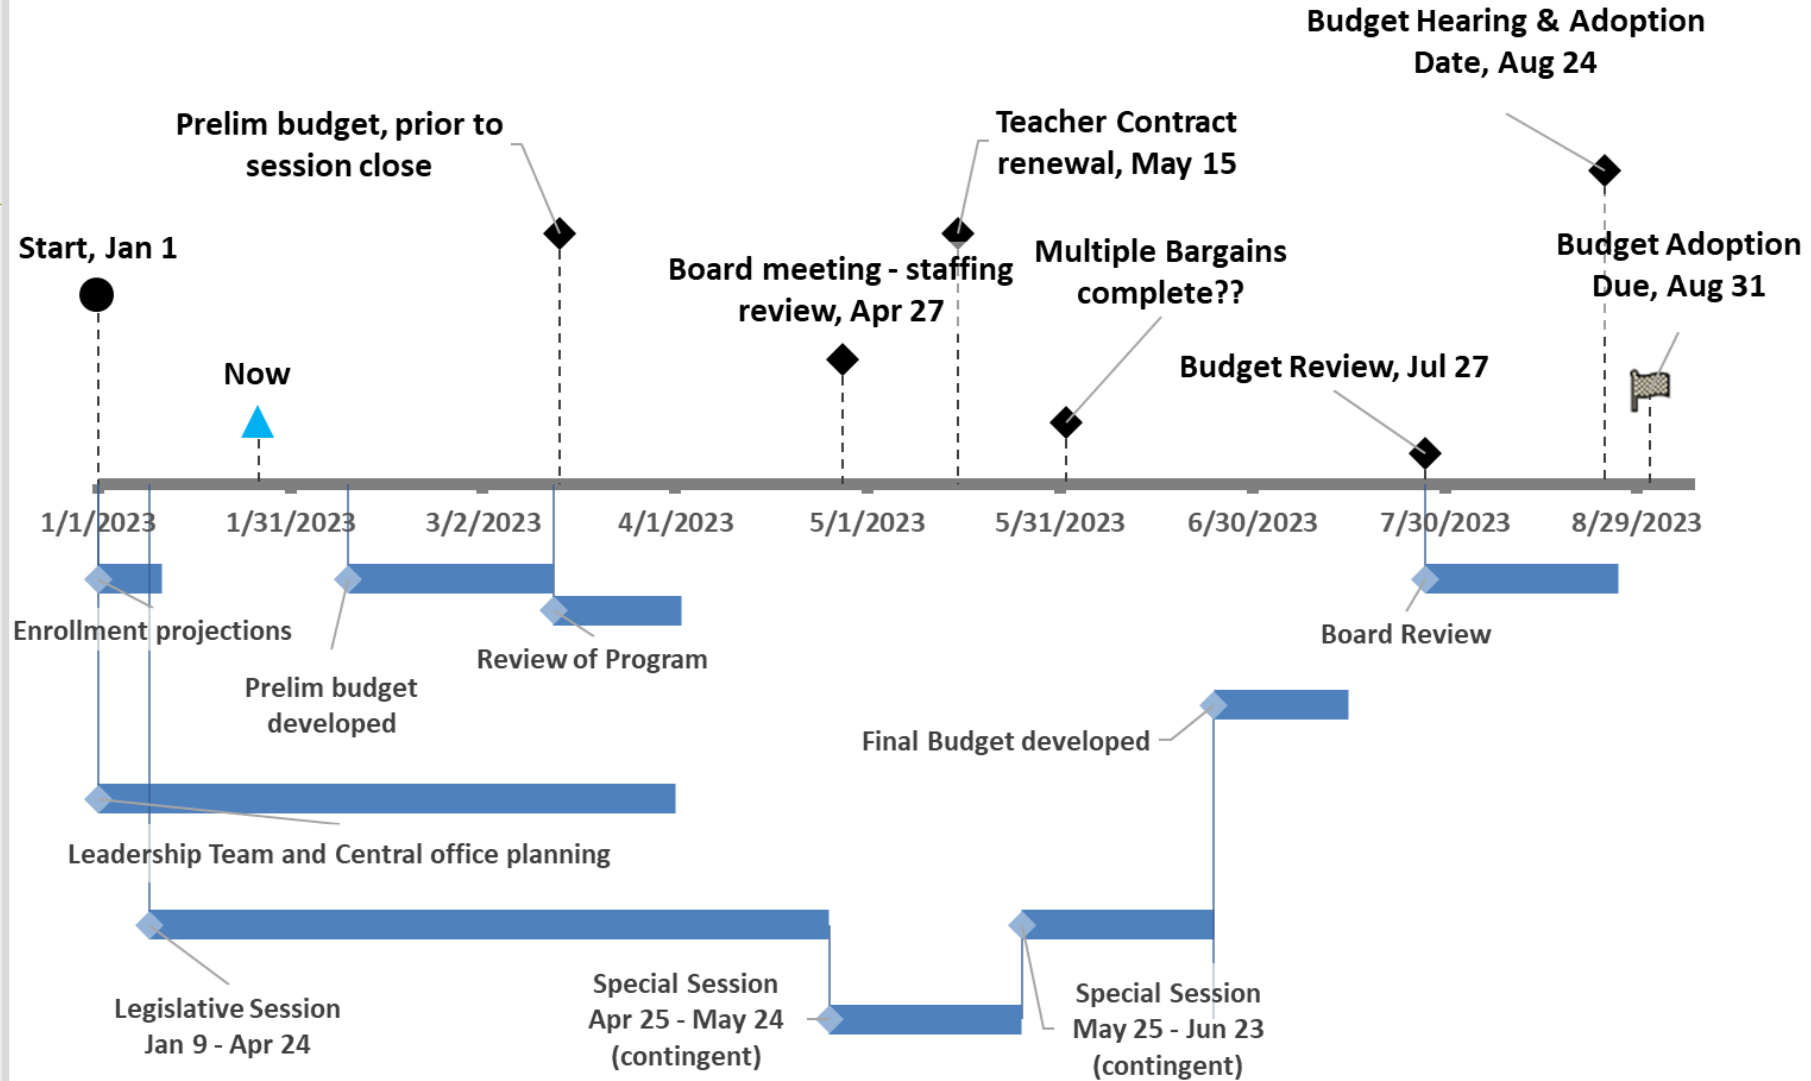 Budget Hearing & Adoption
Date, Aug 24
Prelim budget, prior to
session close
Teacher Contract
renewal, May 15
Start, Jan 1
Board meeting - staffing
review, Apr 27
Multiple Bargains
complete??
Budget Adoption
Due, Aug 31
Now
Budget Review, Jul 27
1/1/2023
1/31/2023
3/2/2023
4/1/2023
5/1/2023
5/31/2023
6/30/2023
7/30/2023
8/29/2023
Enrollment projections
Prelim budget
developed
Review of Program
Board Review
Final Budget developed
Leadership Team and Central office planning
Legislative Session
Jan 9 - Apr 24
Special Session
Apr 25 - May 24
(contingent)
Special Session
May 25 - Jun 23
(contingent)